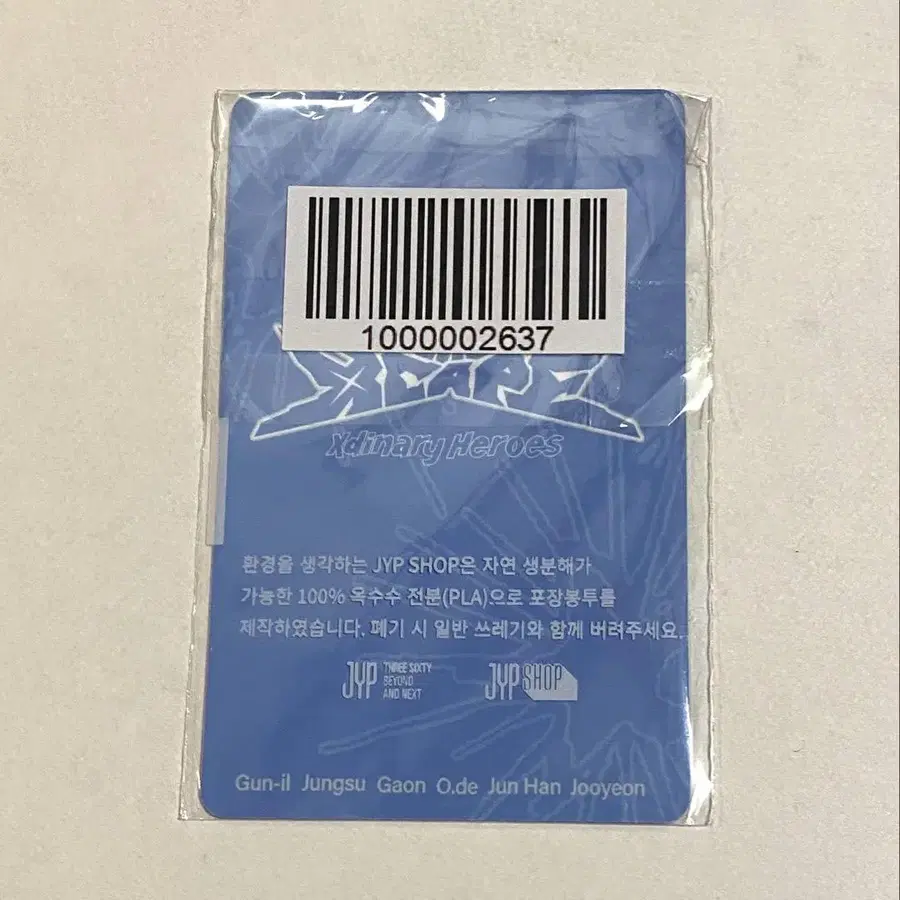 1000002637
Xdinary Heroes
환경을 생각하는 JYP SHOP은 자연 생분해가
가능한 100% 옥수수 전분(PLA)으로 포장봉투를
제작하였습니다. 폐기 시 일반 쓰레기와 함께 버려주세요.
JYP THREE SIXTY
BEYOND
AND NEXT
JYP SHOP
Gun-il Jungsu Gaon O.de Jun Han Jooyeon